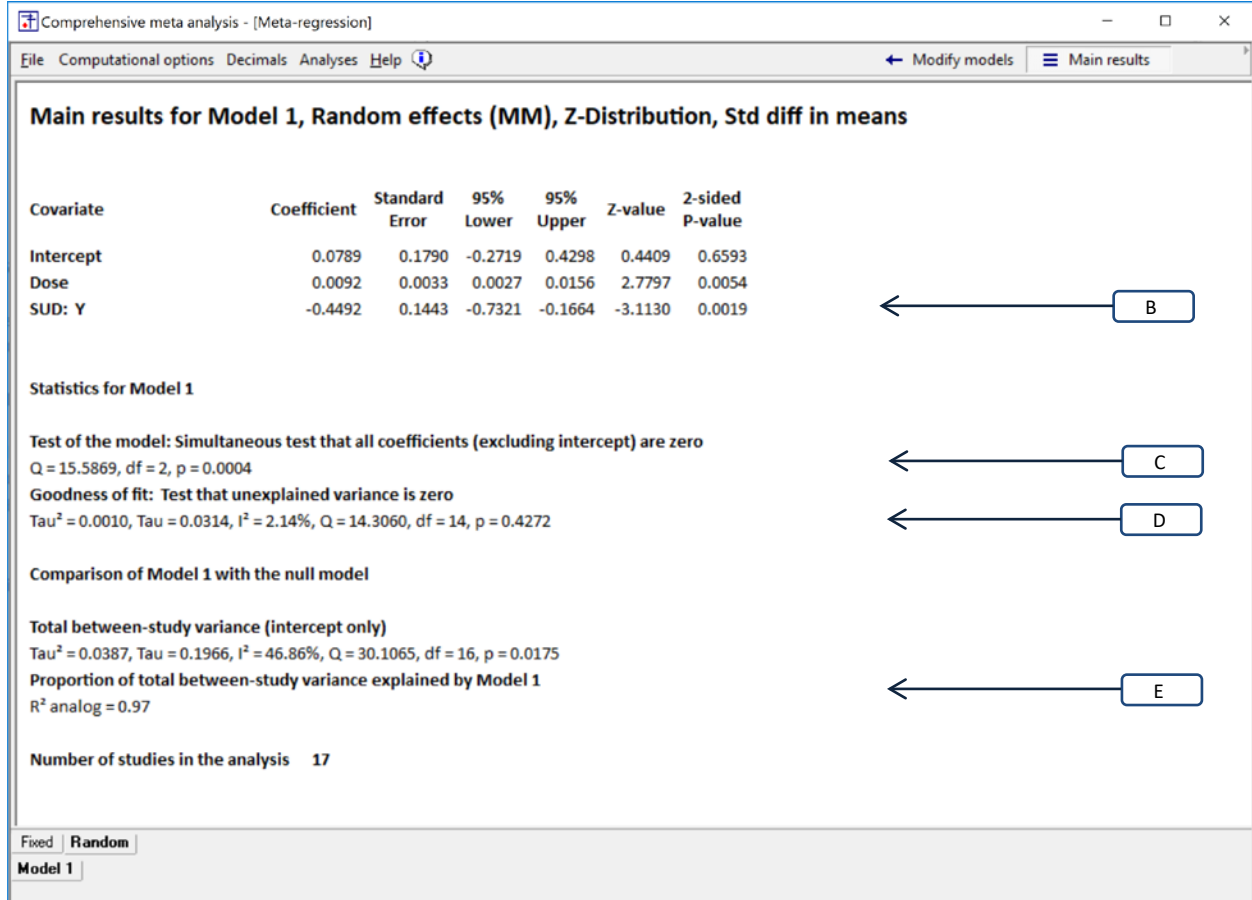 Comprehensive meta analysis - [Meta-regression]
File Computational options Decimals Analyses Help Modify models Main results
Main results for Model 1, Random effects (MM), Z-Distribution, Std diff in means
Covariate Coefficient Standard Error 95% Lower 95% Upper Z-value 2-sided P-value
Intercept 0.0789 0.1790 -0.2719 0.4298 0.4409 0.6593
Dose 0.0092 0.0033 0.0027 0.0156 2.7797 0.0054
SUD: Y -0.4492 0.1443 -0.7321 -0.1664 -3.1130 0.0019
B
Statistics for Model 1
Test of the model: Simultaneous test that all coefficients (excluding intercept) are zero
Q = 15.5869, df = 2, p = 0.0004
C
Goodness of fit: Test that unexplained variance is zero
Tau² = 0.0010, Tau = 0.0314, I² = 2.14%, Q = 14.3060, df = 14, p = 0.4272
D
Comparison of Model 1 with the null model
Total between-study variance (intercept only)
Tau² = 0.0387, Tau = 0.1966, I² = 46.86%, Q = 30.1065, df = 16, p = 0.0175
Proportion of total between-study variance explained by Model 1
E
R² analog = 0.97
Number of studies in the analysis 17
Fixed Random
Model 1